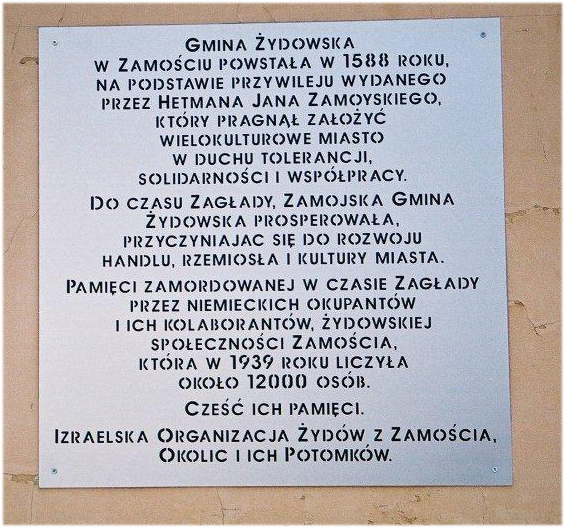 Gmina Żydowska
w Zamościu powstała w 1588 roku,
na podstawie przywileju wydanego
przez Hetmana Jana Zamoyskiego,
który pragnął założyć
wielokulturowe miasto
w duchu tolerancji,
solidarności i współpracy.
Do czasu Zagłady, Zamojska Gmina
Żydowska prosperowała,
przyczyniajac się do rozwoju
handlu, rzemiosła i kultury miasta.
Pamięci zamordowanej w czasie Zagłady
przez niemieckich okupantów
i ich kolaborantów, żydowskiej
społeczności Zamościa,
która w 1939 roku liczyła
około 12000 osób.
Cześć ich pamięci.
Izraelska Organizacja Żydów z Zamościa,
Okolic i ich Potomków.